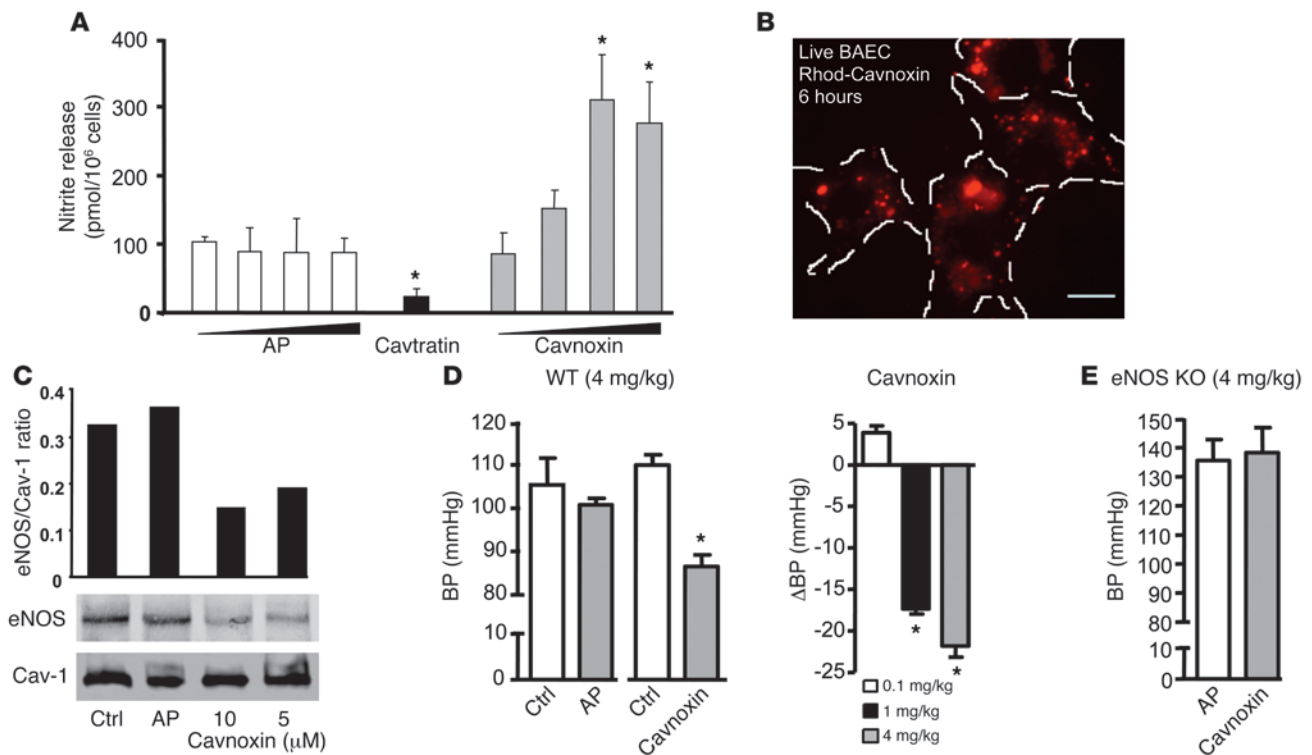 A
Nitrite release
(pmol/10⁶ cells)
400
300
200
100
0
*
*
*
AP
Cavtratin
Cavnoxin
B
Live BAEC
Rhod-Cavnoxin
6 hours
C
eNOS/Cav-1 ratio
0.4
0.3
0.2
0.1
0
eNOS
Cav-1
Ctrl
AP
10
5
Cavnoxin (μM)
D
WT (4 mg/kg)
BP (mmHg)
120
110
100
90
80
10
0
*
Ctrl
AP
Ctrl
Cavnoxin
Cavnoxin
ΔBP (mmHg)
5
0
-5
-10
-15
-20
-25
*
*
0.1 mg/kg
1 mg/kg
4 mg/kg
E
eNOS KO (4 mg/kg)
BP (mmHg)
150
140
130
120
110
100
90
80
10
0
AP
Cavnoxin